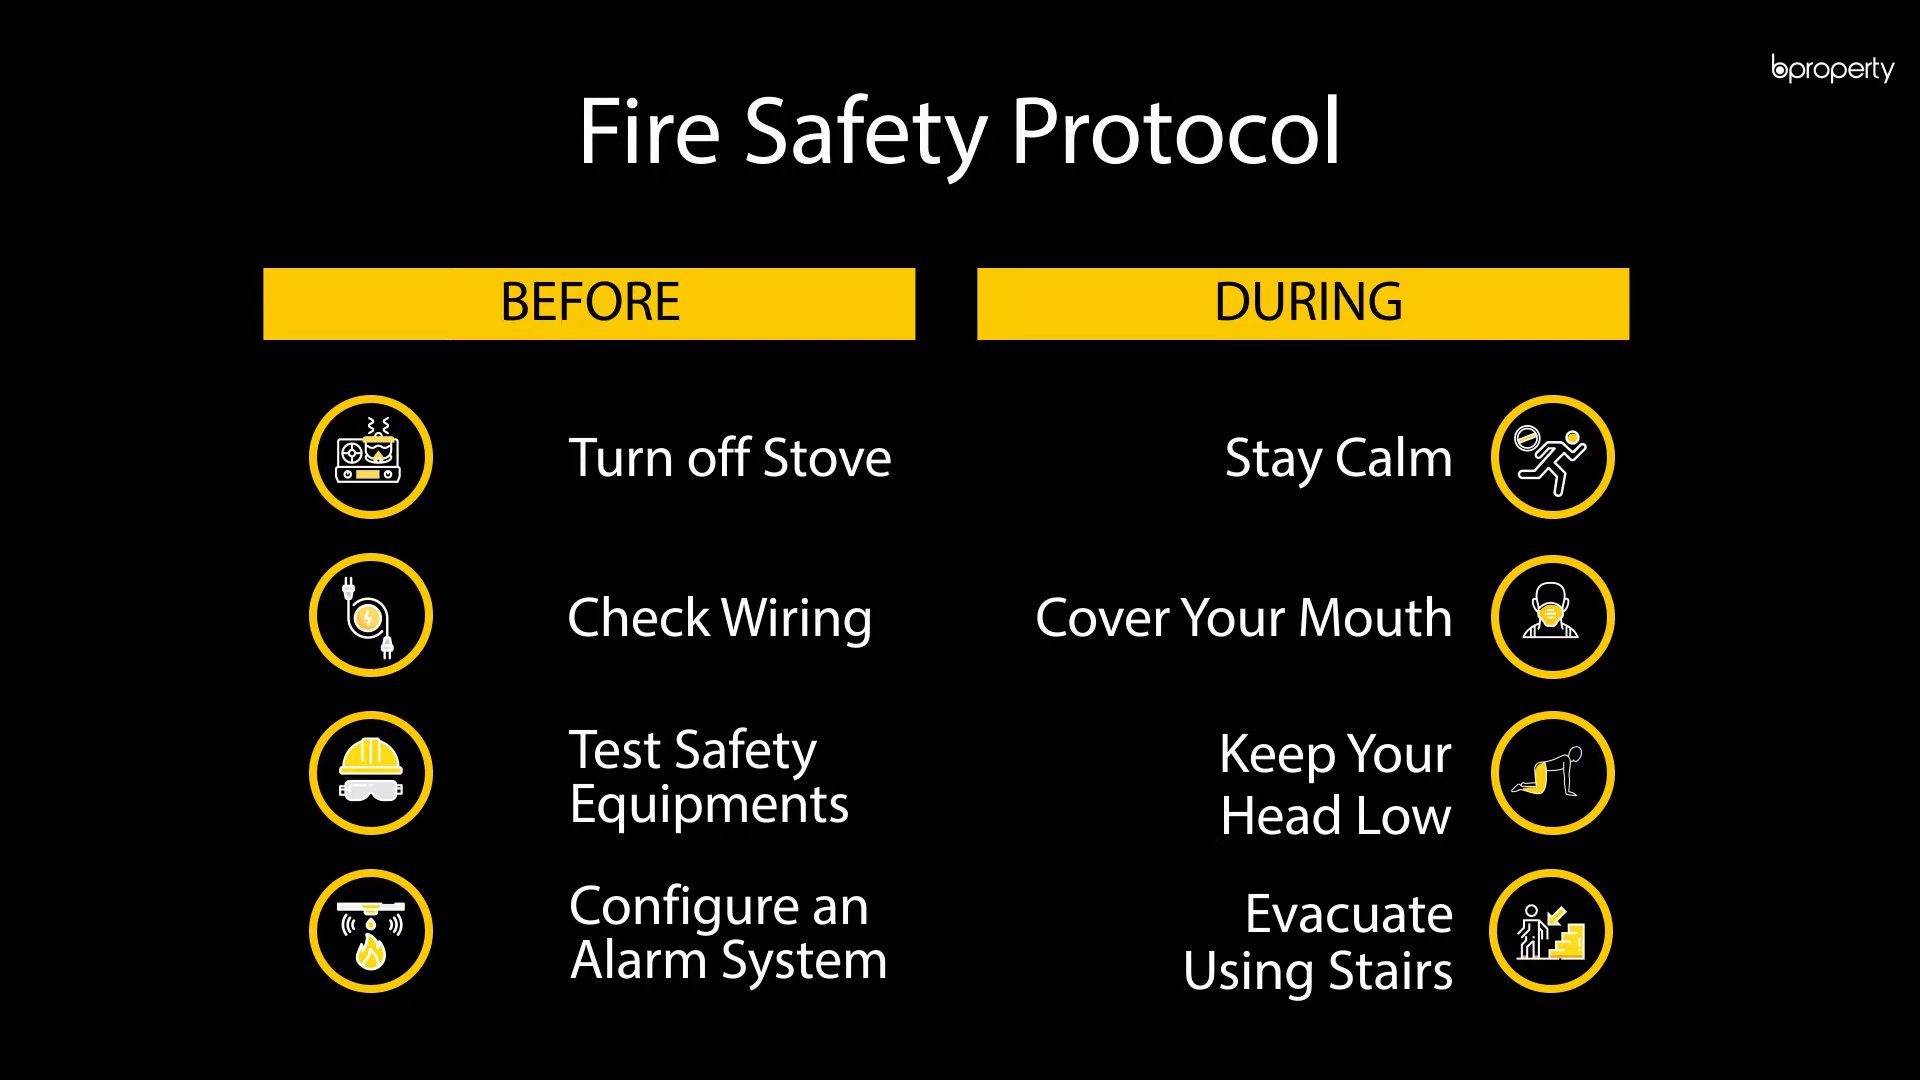 bproperty
Fire Safety Protocol
BEFORE
Turn off Stove
Check Wiring
Test Safety
Equipments
Configure an
Alarm System
DURING
Stay Calm
Cover Your Mouth
Keep Your
Head Low
Evacuate
Using Stairs